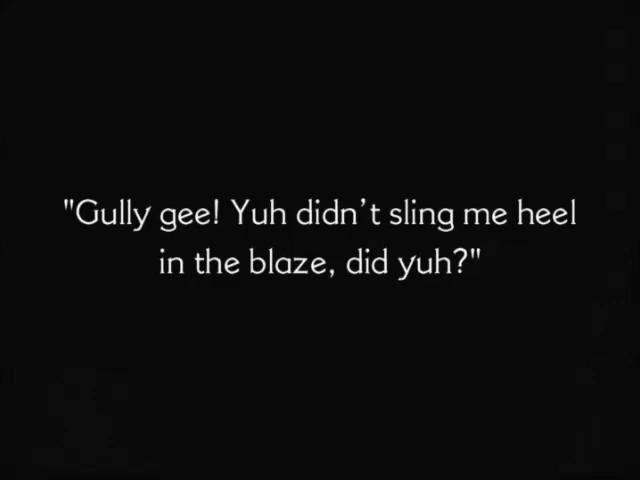 "Gully gee! Yuh didn’t sling me heel
in the blaze, did yuh?"